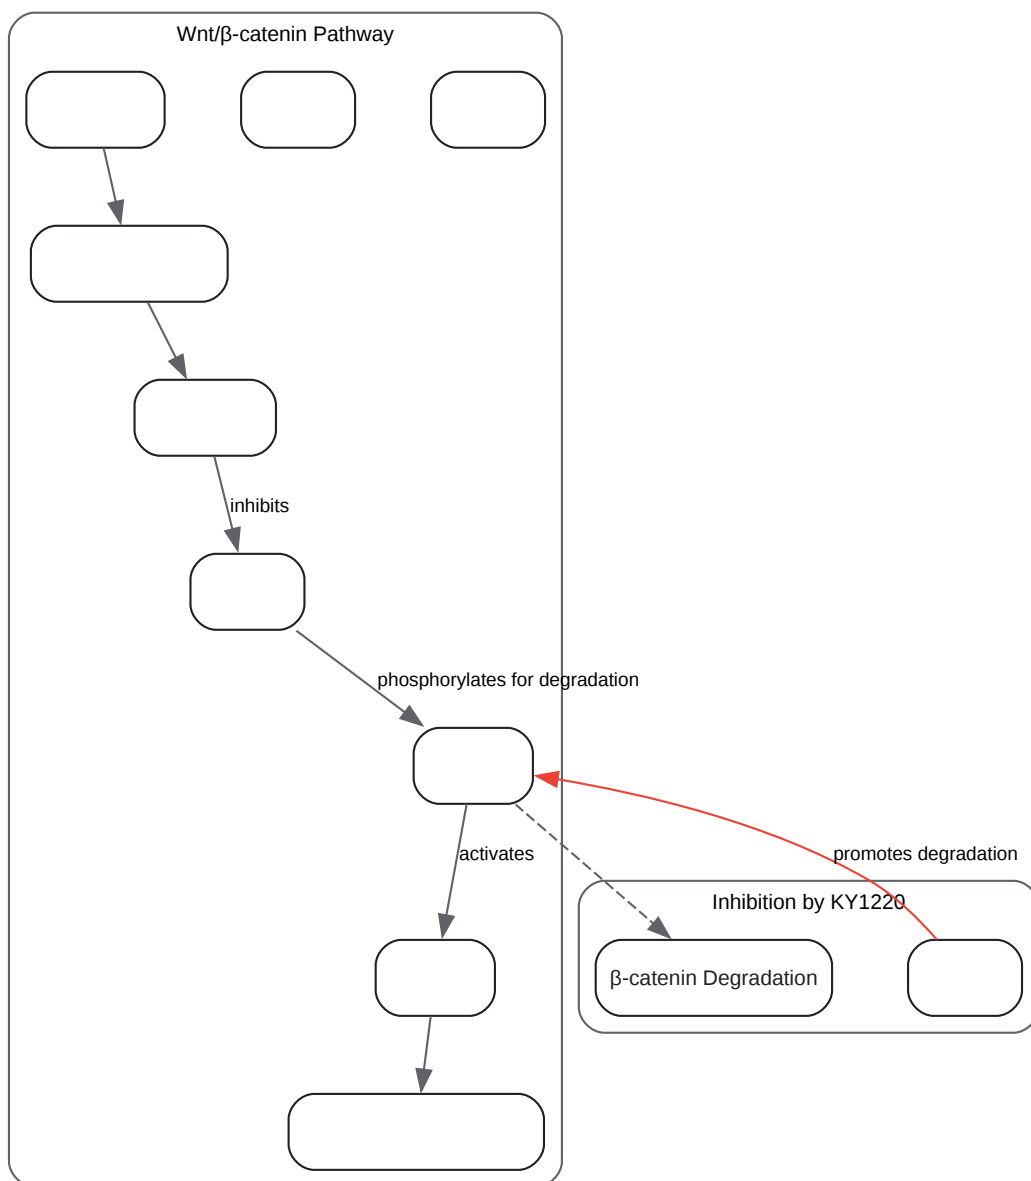 Wnt/β-catenin Pathway
inhibits
phosphorylates for degradation
activates
promotes degradation
Inhibition by KY1220
β-catenin Degradation